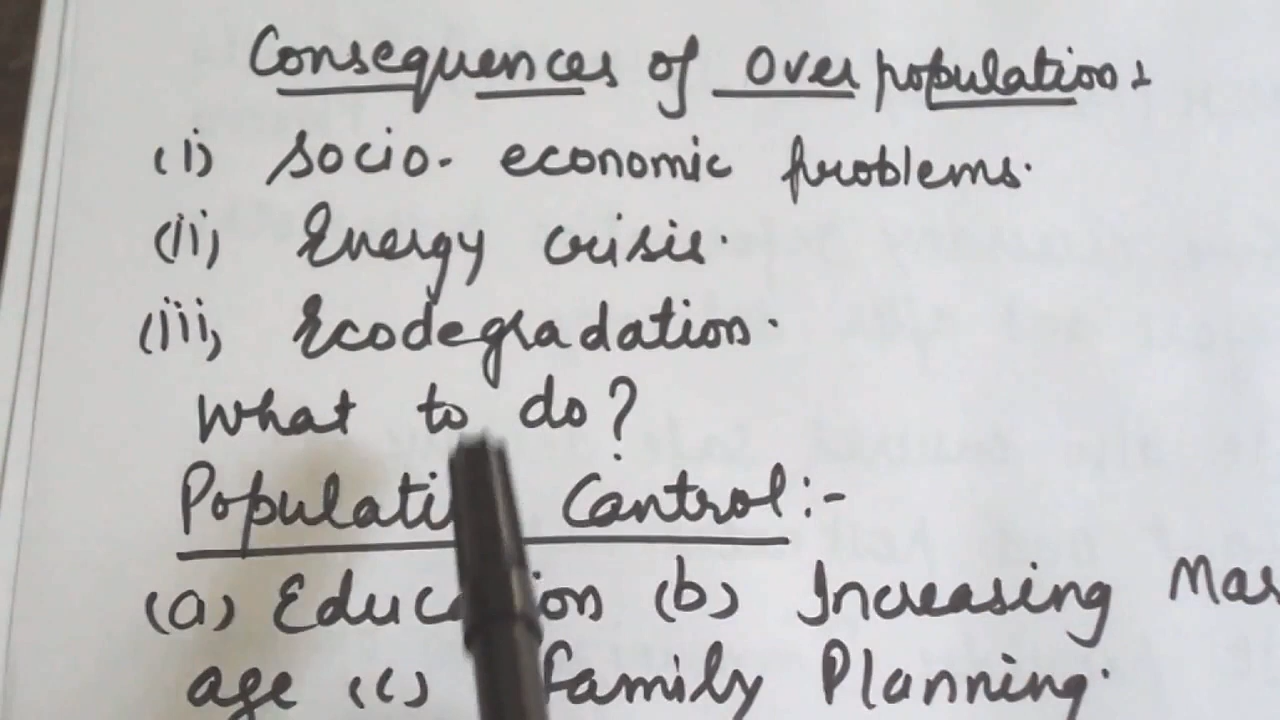 Consequences of Over population:
(i) Socio- economic problems.
(ii) Energy crisis.
(iii) Ecodegradation.
What to do?
Control:-
(a) (b) Increasing
age (c) Family Planning.